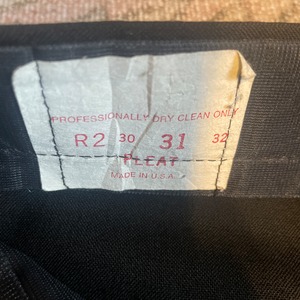 PROFESSIONALLY DRY CLEAN ONLY
R2 30 31 32
PLEAT
MADE IN U.S.A.